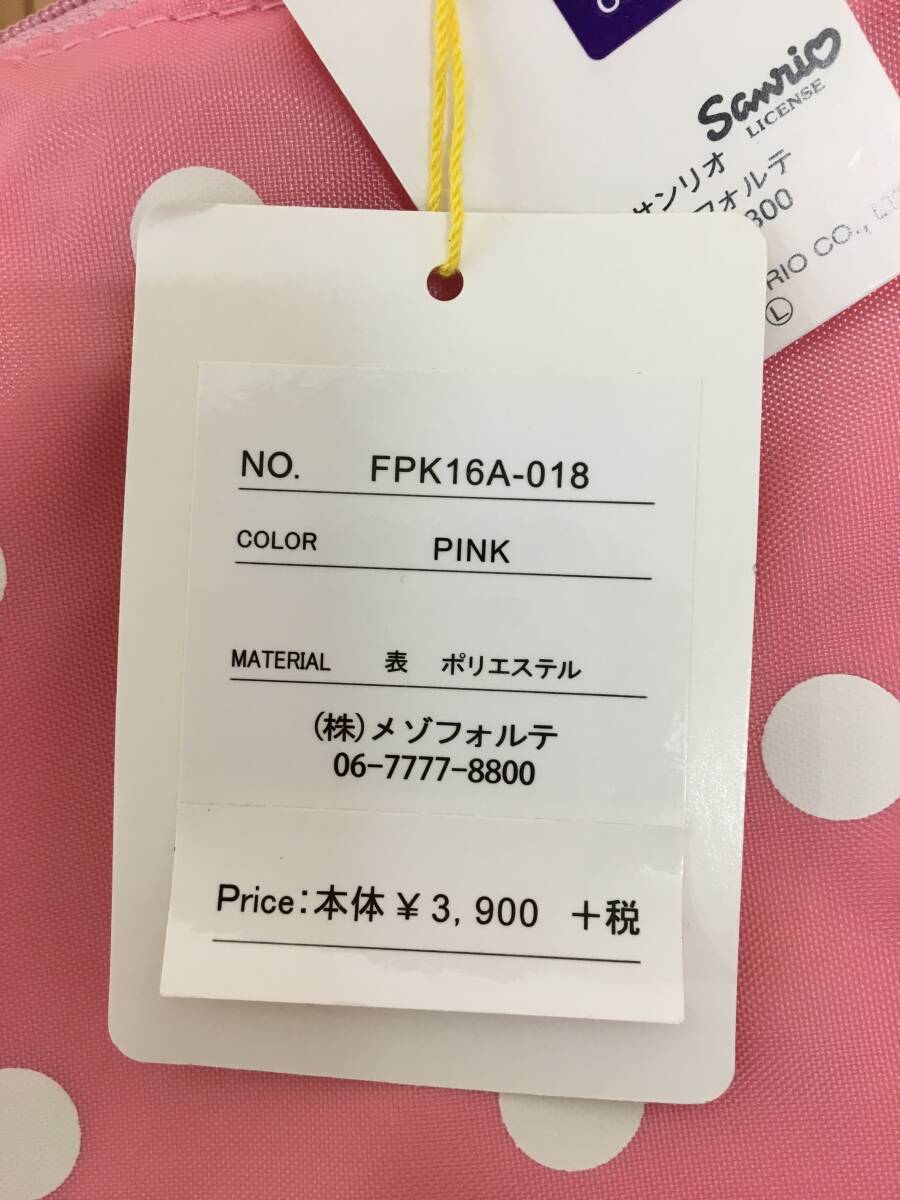 Sanrio
LICENSE
サンリオ
フォルテ
800
RIO CO., LT
Ⓛ
NO. FPK16A-018
COLOR PINK
MATERIAL 表 ポリエステル
(株)メゾフォルテ
06-7777-8800
Price:本体¥3,900 +税